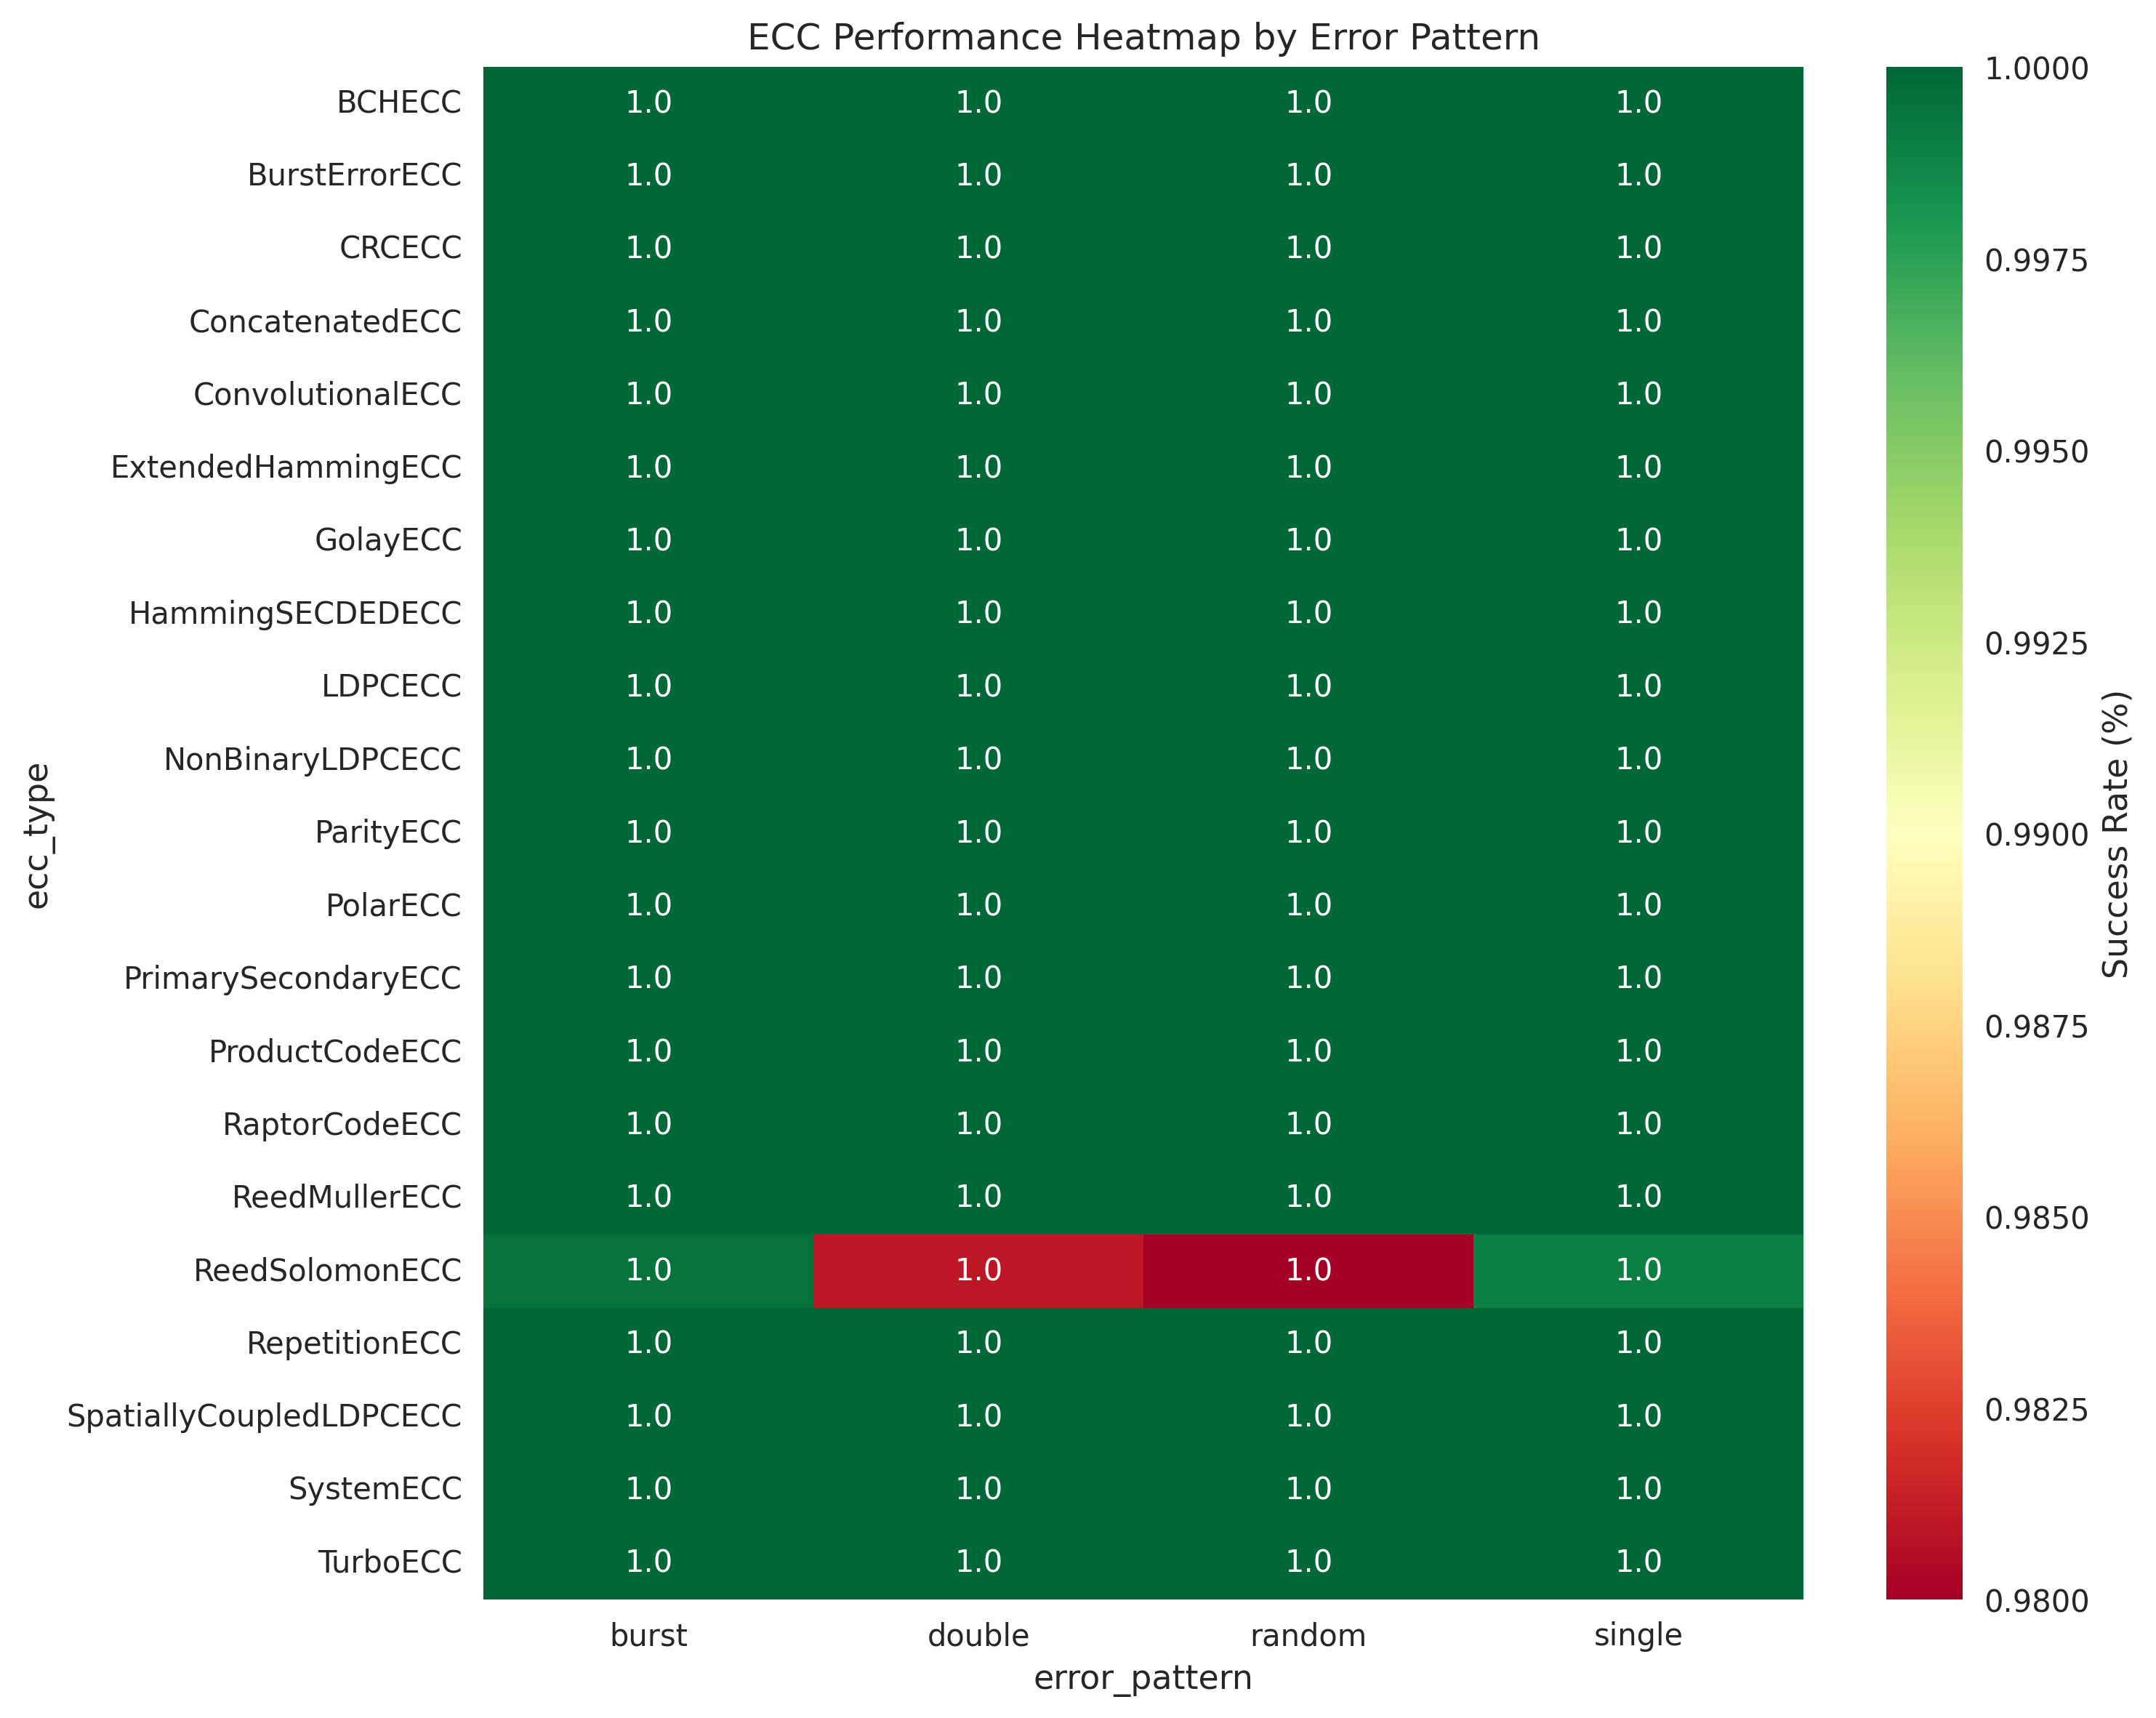 ECC Performance Heatmap by Error Pattern
BCHECC 1.0 1.0 1.0 1.0
BurstErrorECC 1.0 1.0 1.0 1.0
CRCECC 1.0 1.0 1.0 1.0
ConcatenatedECC 1.0 1.0 1.0 1.0
ConvolutionalECC 1.0 1.0 1.0 1.0
ExtendedHammingECC 1.0 1.0 1.0 1.0
GolayECC 1.0 1.0 1.0 1.0
HammingSECDEDECC 1.0 1.0 1.0 1.0
LDPCECC 1.0 1.0 1.0 1.0
NonBinaryLDPCECC 1.0 1.0 1.0 1.0
ParityECC 1.0 1.0 1.0 1.0
PolarECC 1.0 1.0 1.0 1.0
PrimarySecondaryECC 1.0 1.0 1.0 1.0
ProductCodeECC 1.0 1.0 1.0 1.0
RaptorCodeECC 1.0 1.0 1.0 1.0
ReedMullerECC 1.0 1.0 1.0 1.0
ReedSolomonECC 1.0 1.0 1.0 1.0
RepetitionECC 1.0 1.0 1.0 1.0
SpatiallyCoupledLDPCECC 1.0 1.0 1.0 1.0
SystemECC 1.0 1.0 1.0 1.0
TurboECC 1.0 1.0 1.0 1.0
burst double random single
error_pattern
ecc_type
1.0000
0.9975
0.9950
0.9925
0.9900
0.9875
0.9850
0.9825
0.9800
Success Rate (%)